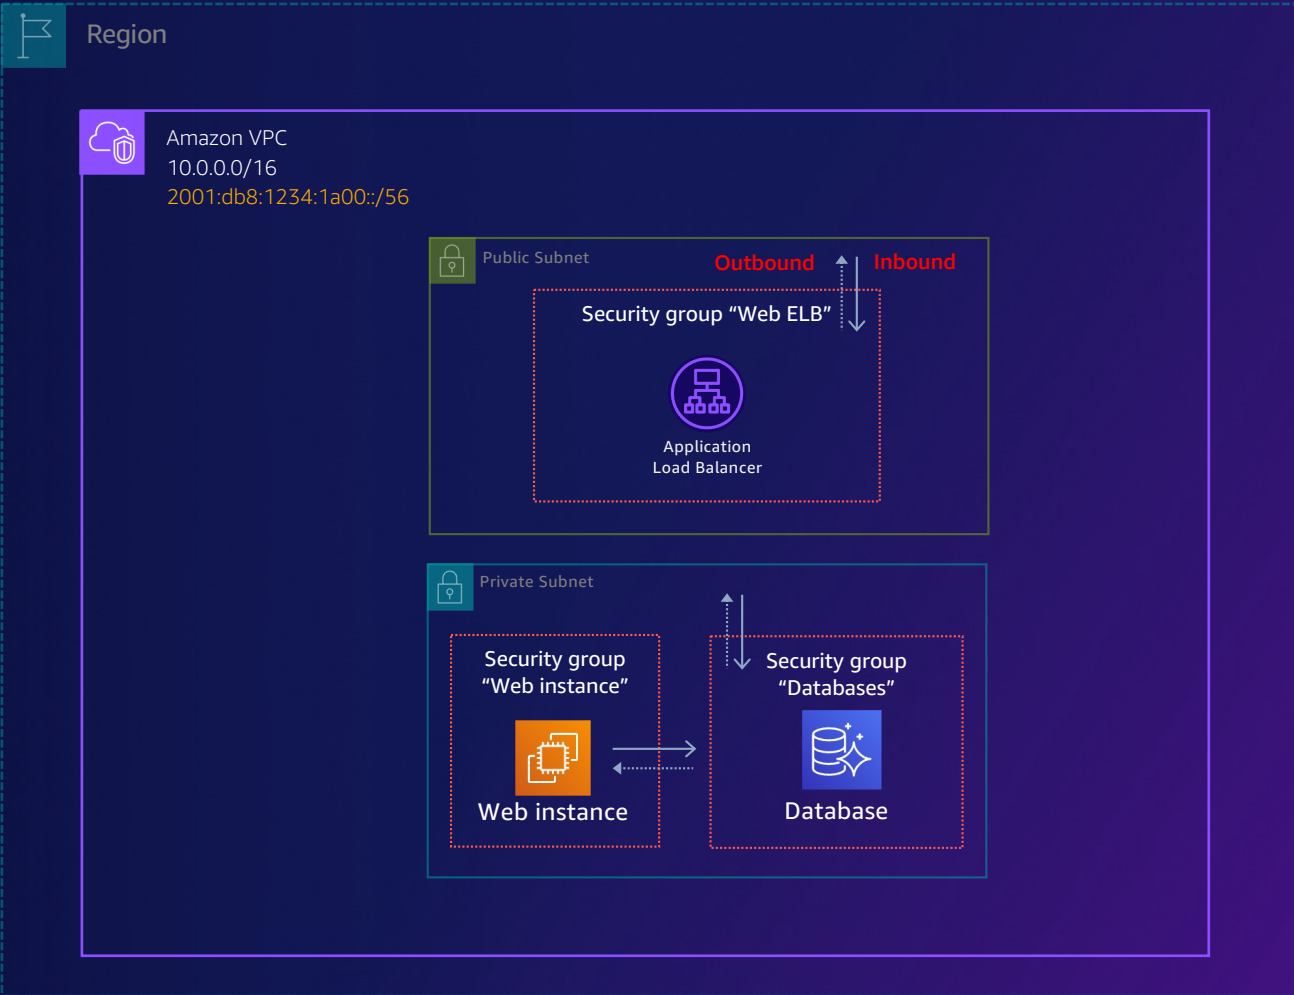 Region
Amazon VPC
10.0.0.0/16
2001:db8:1234:1a00::/56
Public Subnet
Outbound
Inbound
Security group “Web ELB”
Application
Load Balancer
Private Subnet
Security group
“Web instance”
Web instance
Security group
“Databases”
Database